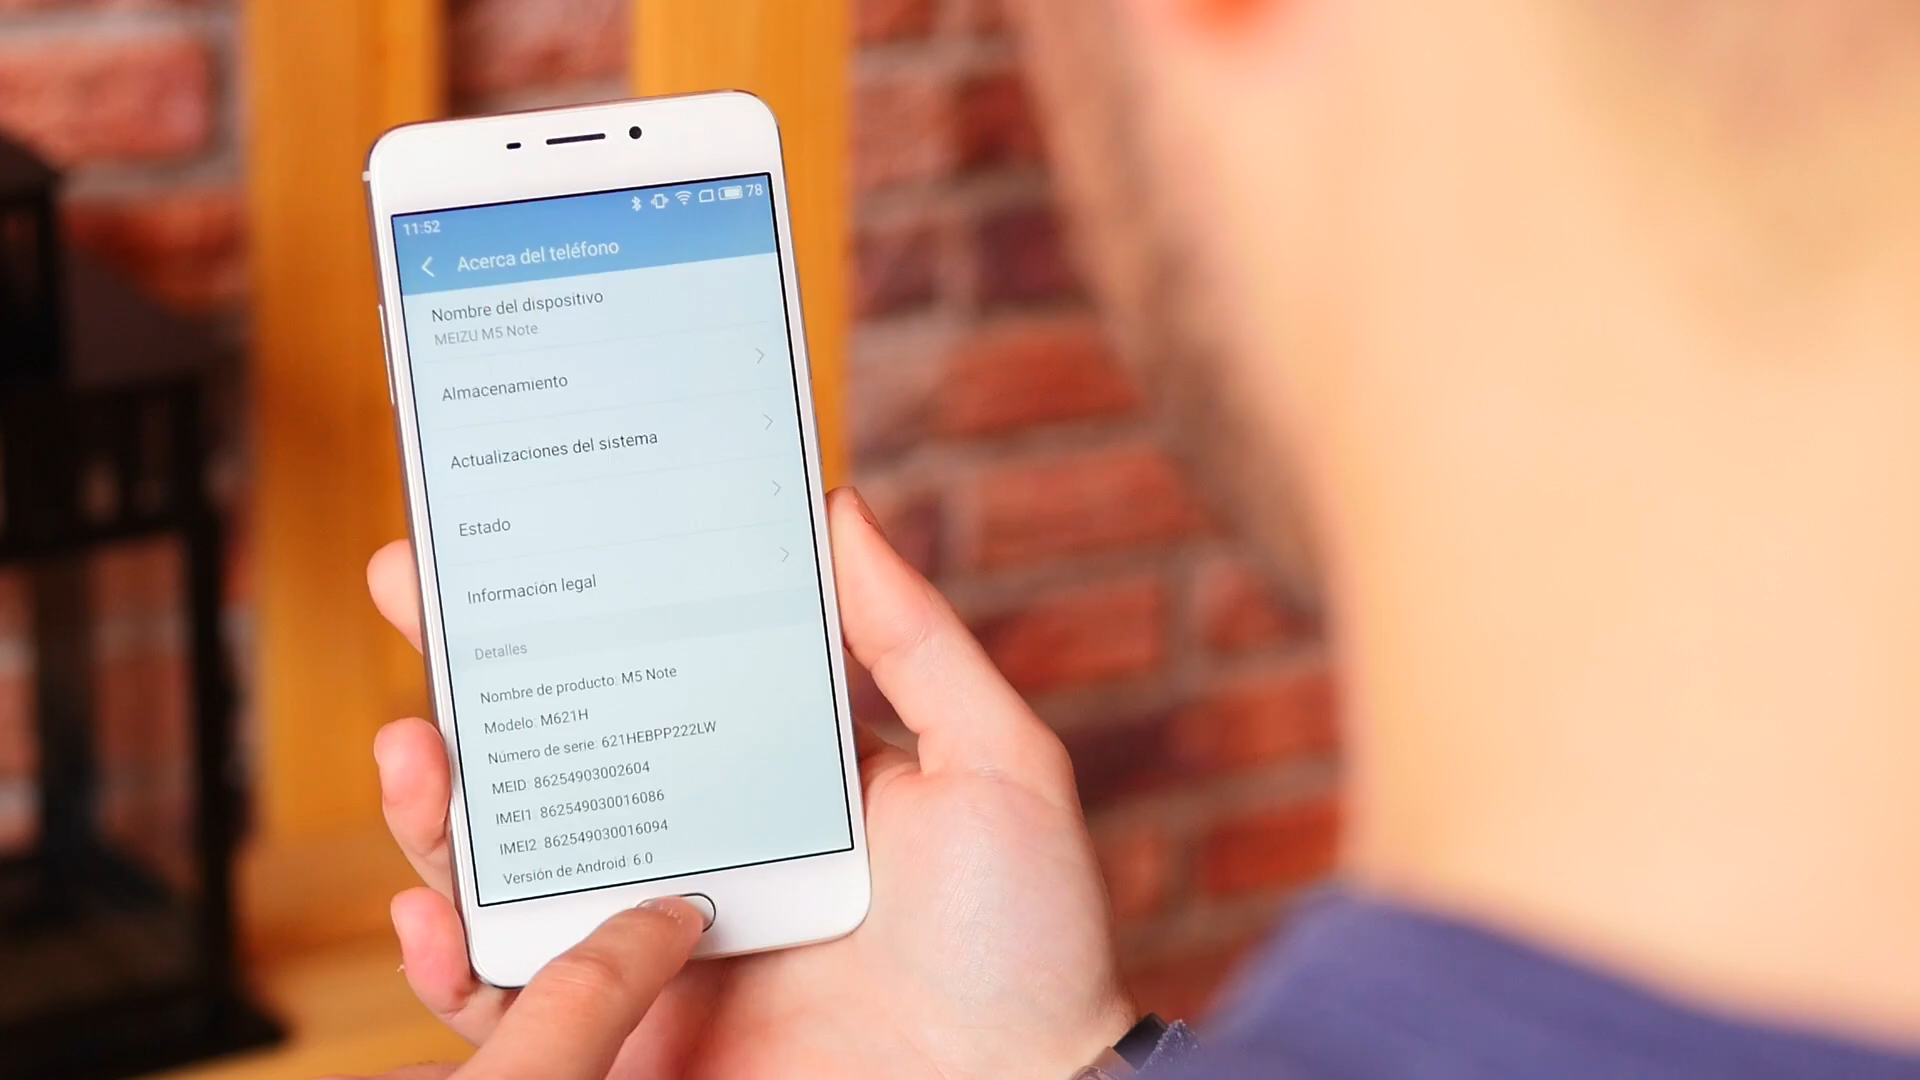 11:52
78
Acerca del teléfono
Nombre del dispositivo
MEIZU M5 Note
Almacenamiento
Actualizaciones del sistema
Estado
Información legal
Detalles
Nombre de producto: M5 Note
Modelo: M621H
Número de serie: 621HEBPP222LW
MEID: 86254903002604
IMEI1: 862549030016086
IMEI2: 862549030016094
Versión de Android: 6.0